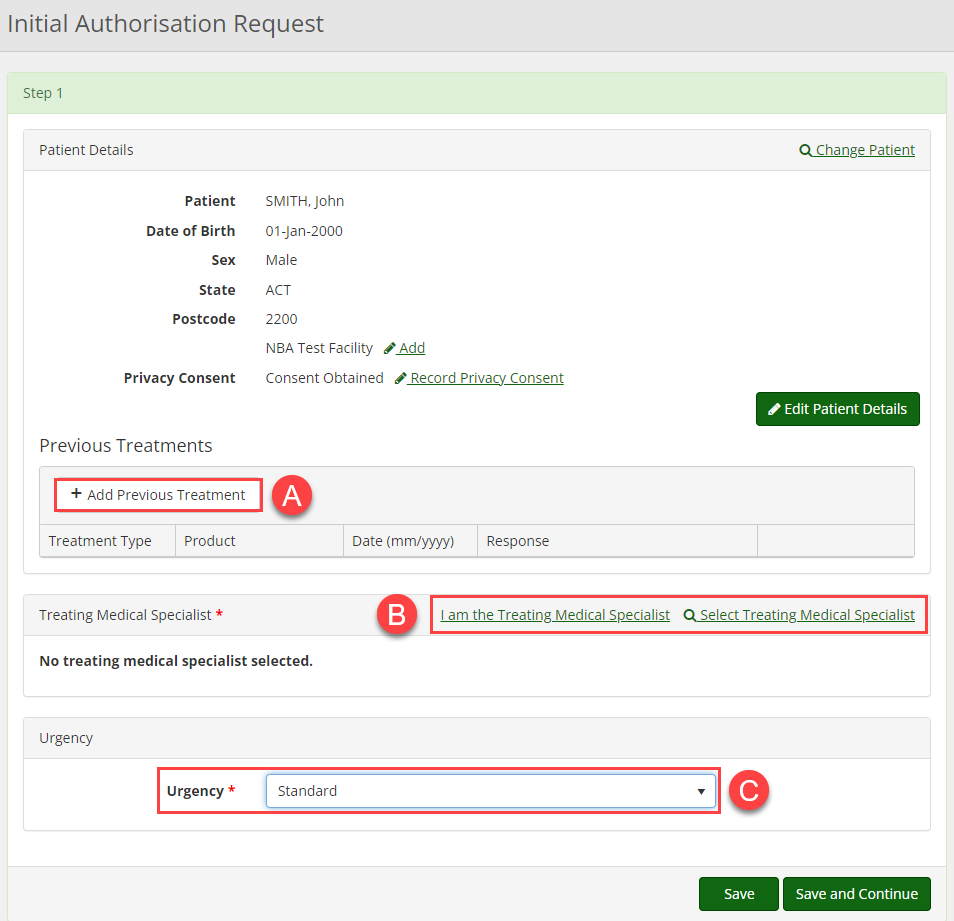 Initial Authorisation Request
Step 1
Patient Details Change Patient
Patient SMITH, John
Date of Birth 01-Jan-2000
Sex Male
State ACT
Postcode 2200
NBA Test Facility Add
Privacy Consent Consent Obtained Record Privacy Consent
Edit Patient Details
Previous Treatments
+ Add Previous Treatment A
Treatment Type Product Date (mm/yyyy) Response
Treating Medical Specialist * B I am the Treating Medical Specialist Select Treating Medical Specialist
No treating medical specialist selected.
Urgency
Urgency * Standard C
Save Save and Continue